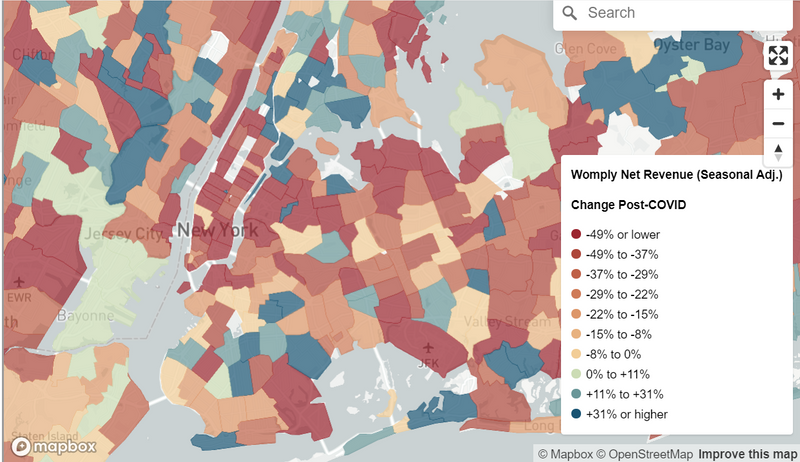 Search
Clifton
Glen Cove
Oyster Bay
Womply Net Revenue (Seasonal Adj.)
Change Post-COVID
-49% or lower
-49% to -37%
-37% to -29%
-29% to -22%
-22% to -15%
-15% to -8%
-8% to 0%
0% to +11%
+11% to +31%
+31% or higher
Jersey City
New York
EWR
Bayonne
Valley Stream
JFK
Staten Island
Long
mapbox
© Mapbox © OpenStreetMap Improve this map